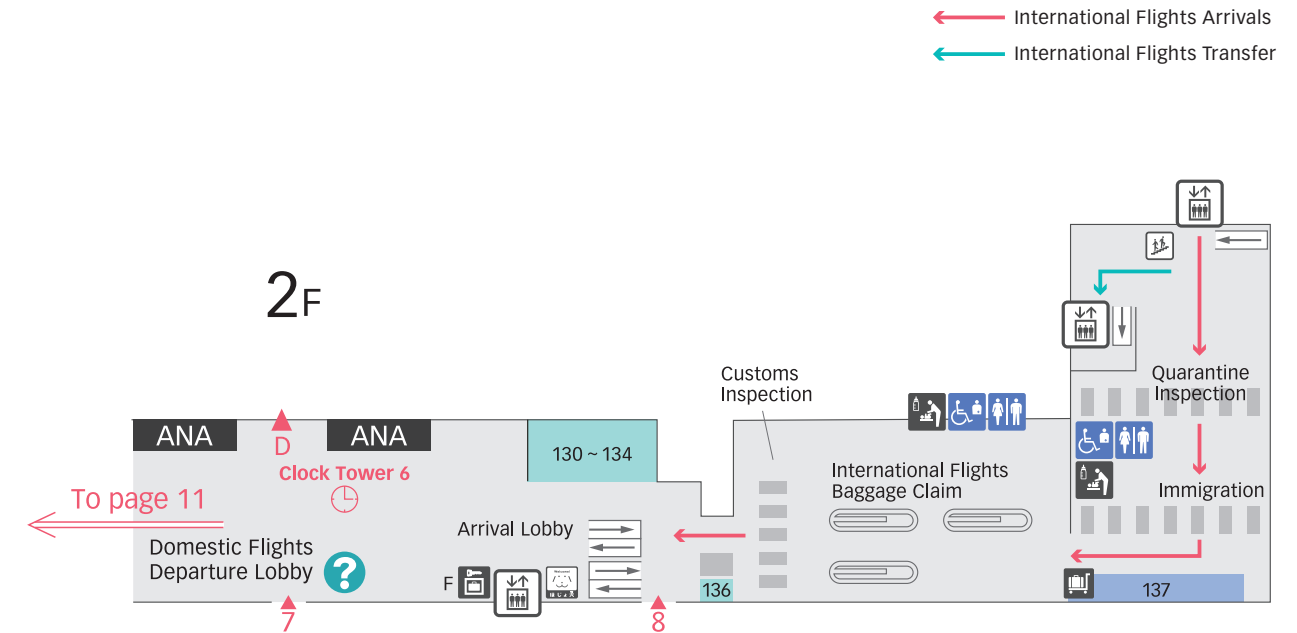 International Flights Arrivals
International Flights Transfer
2F
Customs
Inspection
Quarantine
Inspection
ANA
ANA
D
Clock Tower 6
130 ~ 134
International Flights
Baggage Claim
To page 11
Immigration
Arrival Lobby
Domestic Flights
Departure Lobby
?
F
136
137
7
8